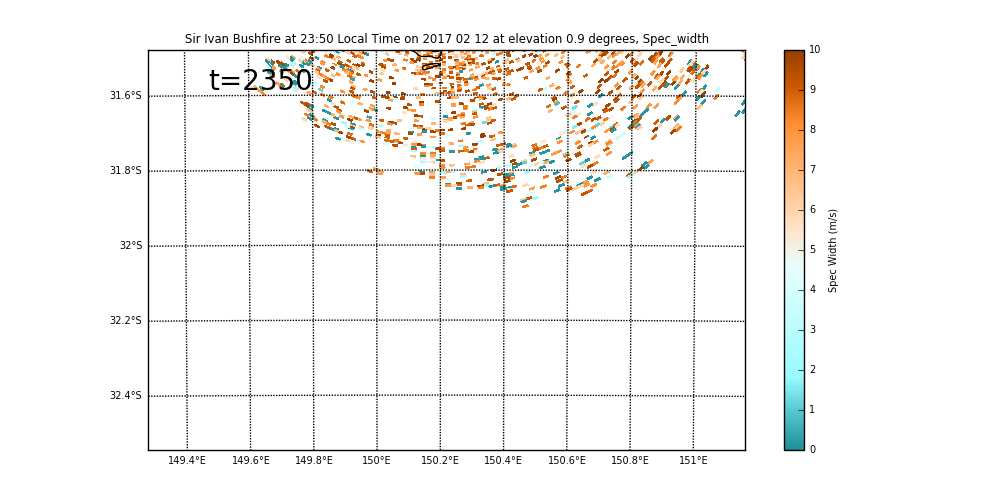 Sir Ivan Bushfire at 23:50 Local Time on 2017 02 12 at elevation 0.9 degrees, Spec_width
t=2350
31.6°S
31.8°S
32°S
32.2°S
32.4°S
149.4°E 149.6°E 149.8°E 150°E 150.2°E 150.4°E 150.6°E 150.8°E 151°E
10
9
8
7
6
5
4
3
2
1
0
Spec Width (m/s)